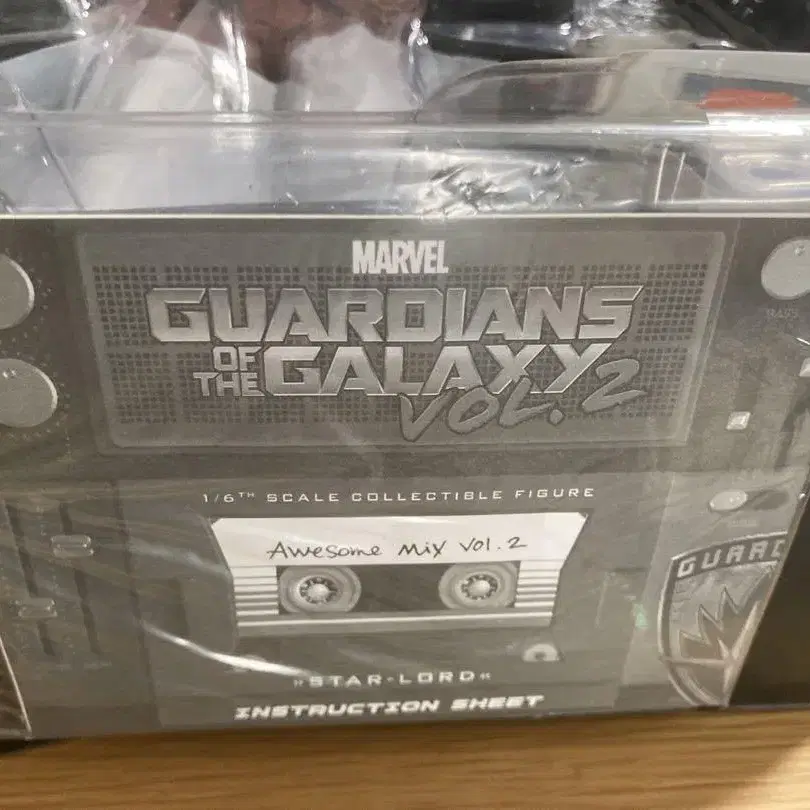 MARVEL
GUARDIANS
OF THE GALAXY
VOL. 2
1/6TH SCALE COLLECTIBLE FIGURE
Awesome Mix Vol. 2
GUARD
»STAR-LORD«
INSTRUCTION SHEET